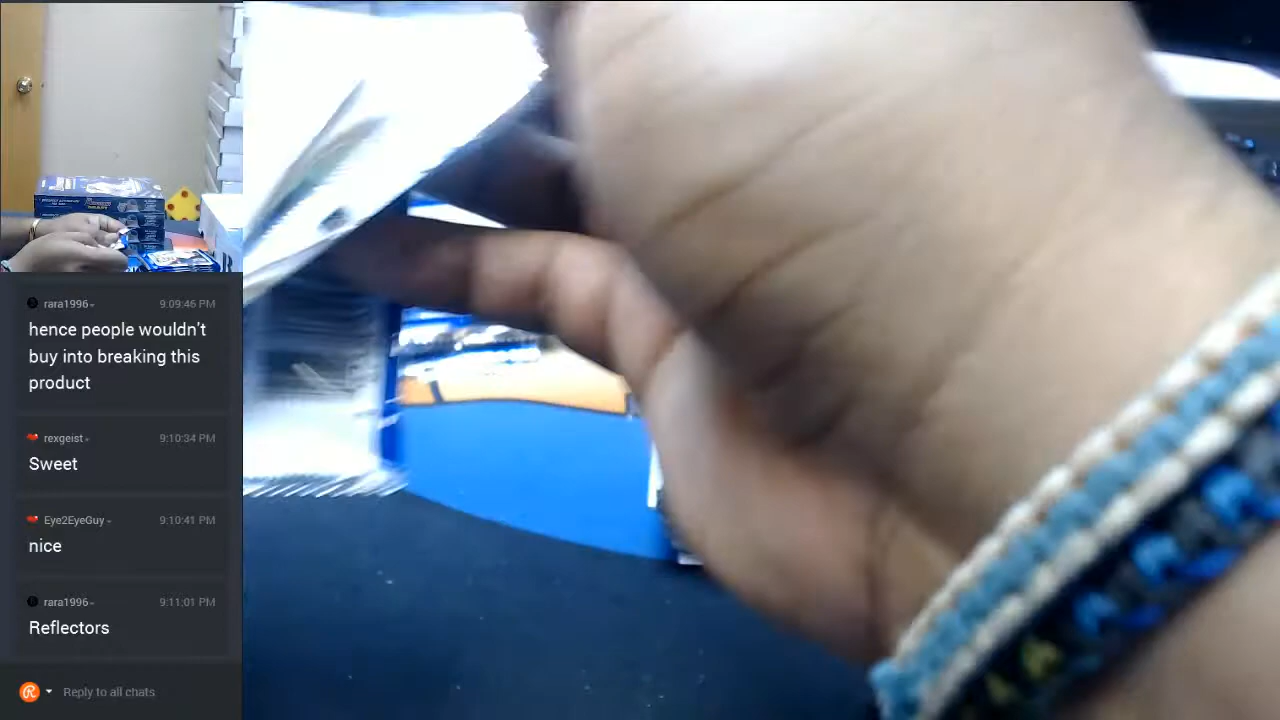 rara1996 9:09:46 PM
hence people wouldn't
buy into breaking this
product
rexgeist 9:10:34 PM
Sweet
Eye2EyeGuy 9:10:41 PM
nice
rara1996 9:11:01 PM
Reflectors
Reply to all chats